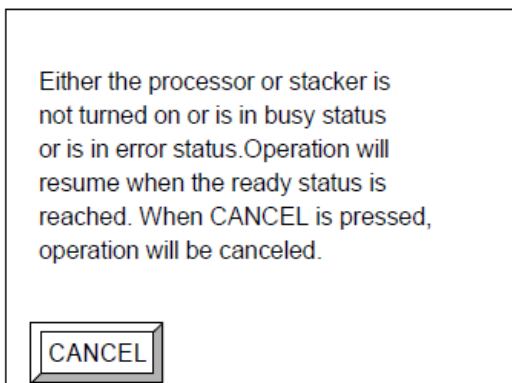 Either the processor or stacker is
not turned on or is in busy status
or is in error status.Operation will
resume when the ready status is
reached. When CANCEL is pressed,
operation will be canceled.
CANCEL